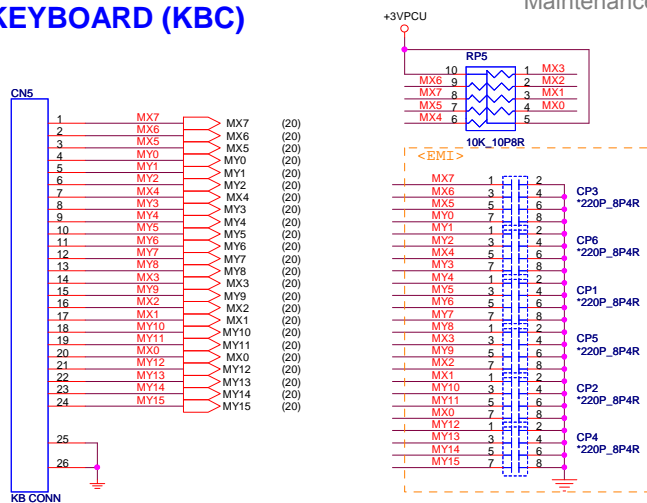 KEYBOARD (KBC)
Maintenance
CN5
1 MX7 MX7 (20)
2 MX6 MX6 (20)
3 MX5 MX5 (20)
4 MY0 MY0 (20)
5 MY1 MY1 (20)
6 MY2 MY2 (20)
7 MX4 MX4 (20)
8 MY3 MY3 (20)
9 MY4 MY4 (20)
10 MY5 MY5 (20)
11 MY6 MY6 (20)
12 MY7 MY7 (20)
13 MY8 MY8 (20)
14 MX3 MX3 (20)
15 MY9 MY9 (20)
16 MX2 MX2 (20)
17 MX1 MX1 (20)
18 MY10 MY10 (20)
19 MY11 MY11 (20)
20 MX0 MX0 (20)
21 MY12 MY12 (20)
22 MY13 MY13 (20)
23 MY14 MY14 (20)
24 MY15 MY15 (20)
25
26
KB CONN
+3VPCU
RP5
10 1 MX3
MX6 9 2 MX2
MX7 8 3 MX1
MX5 7 4 MX0
MX4 6 5
10K_10P8R
<EMI>
MX7 1 2
MX6 3 4
MX5 5 6
MY0 7 8
CP3
*220P_8P4R
MY1 1 2
MY2 3 4
MX4 5 6
MY3 7 8
CP6
*220P_8P4R
MY4 1 2
MY5 3 4
MY6 5 6
MY7 7 8
CP1
*220P_8P4R
MY8 1 2
MX3 3 4
MY9 5 6
MX2 7 8
CP5
*220P_8P4R
MX1 1 2
MY10 3 4
MY11 5 6
MX0 7 8
CP2
*220P_8P4R
MY12 1 2
MY13 3 4
MY14 5 6
MY15 7 8
CP4
*220P_8P4R